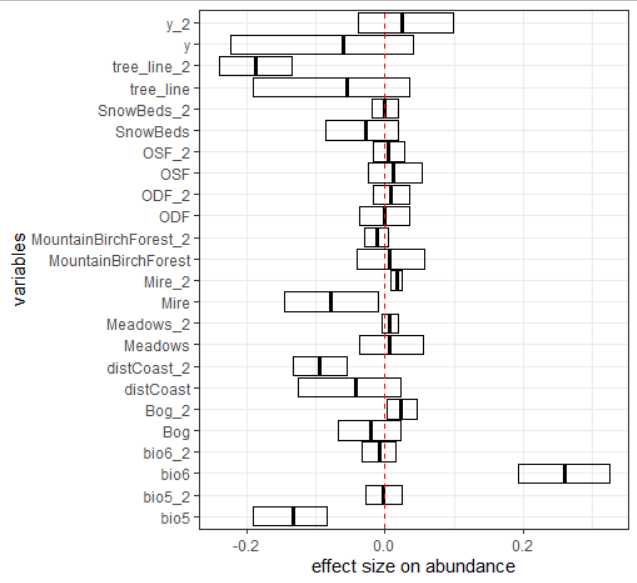 variables
y_2
y
tree_line_2
tree_line
SnowBeds_2
SnowBeds
OSF_2
OSF
ODF_2
ODF
MountainBirchForest_2
MountainBirchForest
Mire_2
Mire
Meadows_2
Meadows
distCoast_2
distCoast
Bog_2
Bog
bio6_2
bio6
bio5_2
bio5
-0.2 0.0 0.2
effect size on abundance